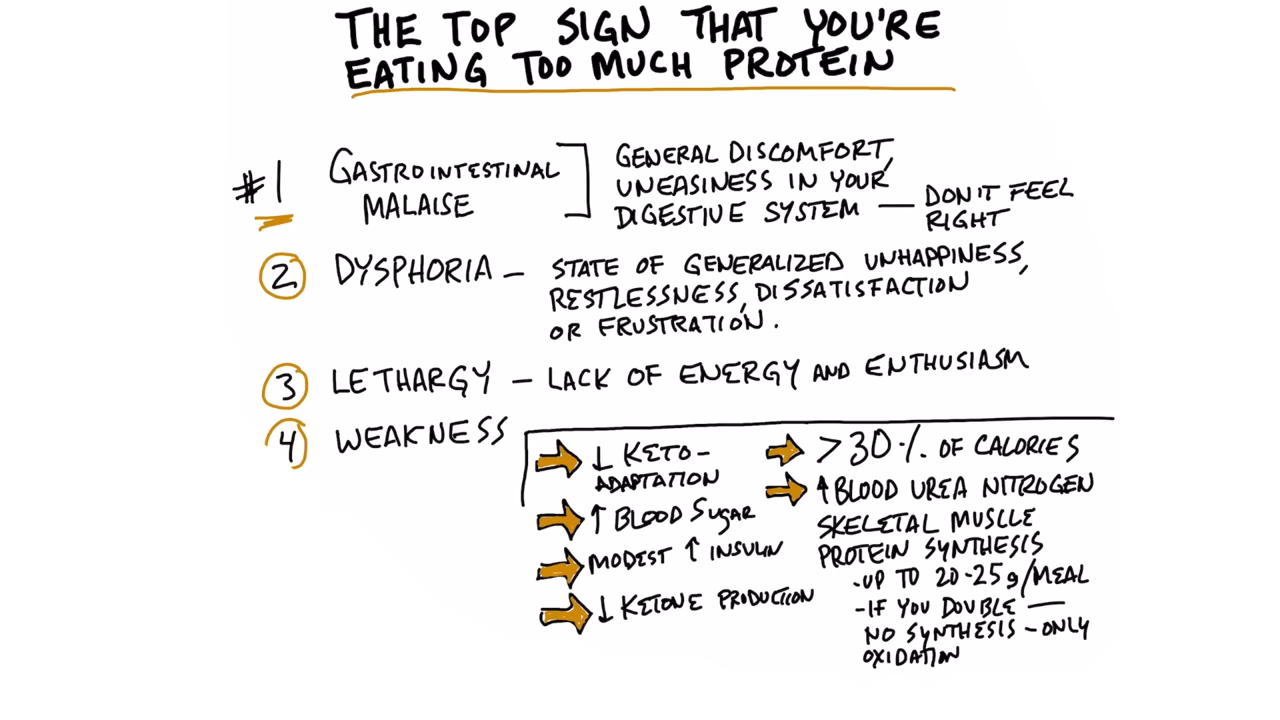 THE TOP SIGN THAT YOU'RE
EATING TOO MUCH PROTEIN
#1
GASTROINTESTINAL
MALAISE
GENERAL DISCOMFORT,
UNEASINESS IN YOUR
DIGESTIVE SYSTEM — DON'T FEEL
RIGHT
2 DYSPHORIA – STATE OF GENERALIZED UNHAPPINESS,
RESTLESSNESS, DISSATISFACTION
OR FRUSTRATION.
3 LETHARGY – LACK OF ENERGY AND ENTHUSIASM
4 WEAKNESS
↓ KETO-
ADAPTATION
↑ BLOOD SUGAR
MODEST ↑ INSULIN
↓ KETONE PRODUCTION
>30% OF CALORIES
↑ BLOOD UREA NITROGEN
SKELETAL MUSCLE
PROTEIN SYNTHESIS
-UP TO 20-25g/MEAL
-IF YOU DOUBLE —
NO SYNTHESIS - ONLY
OXIDATION